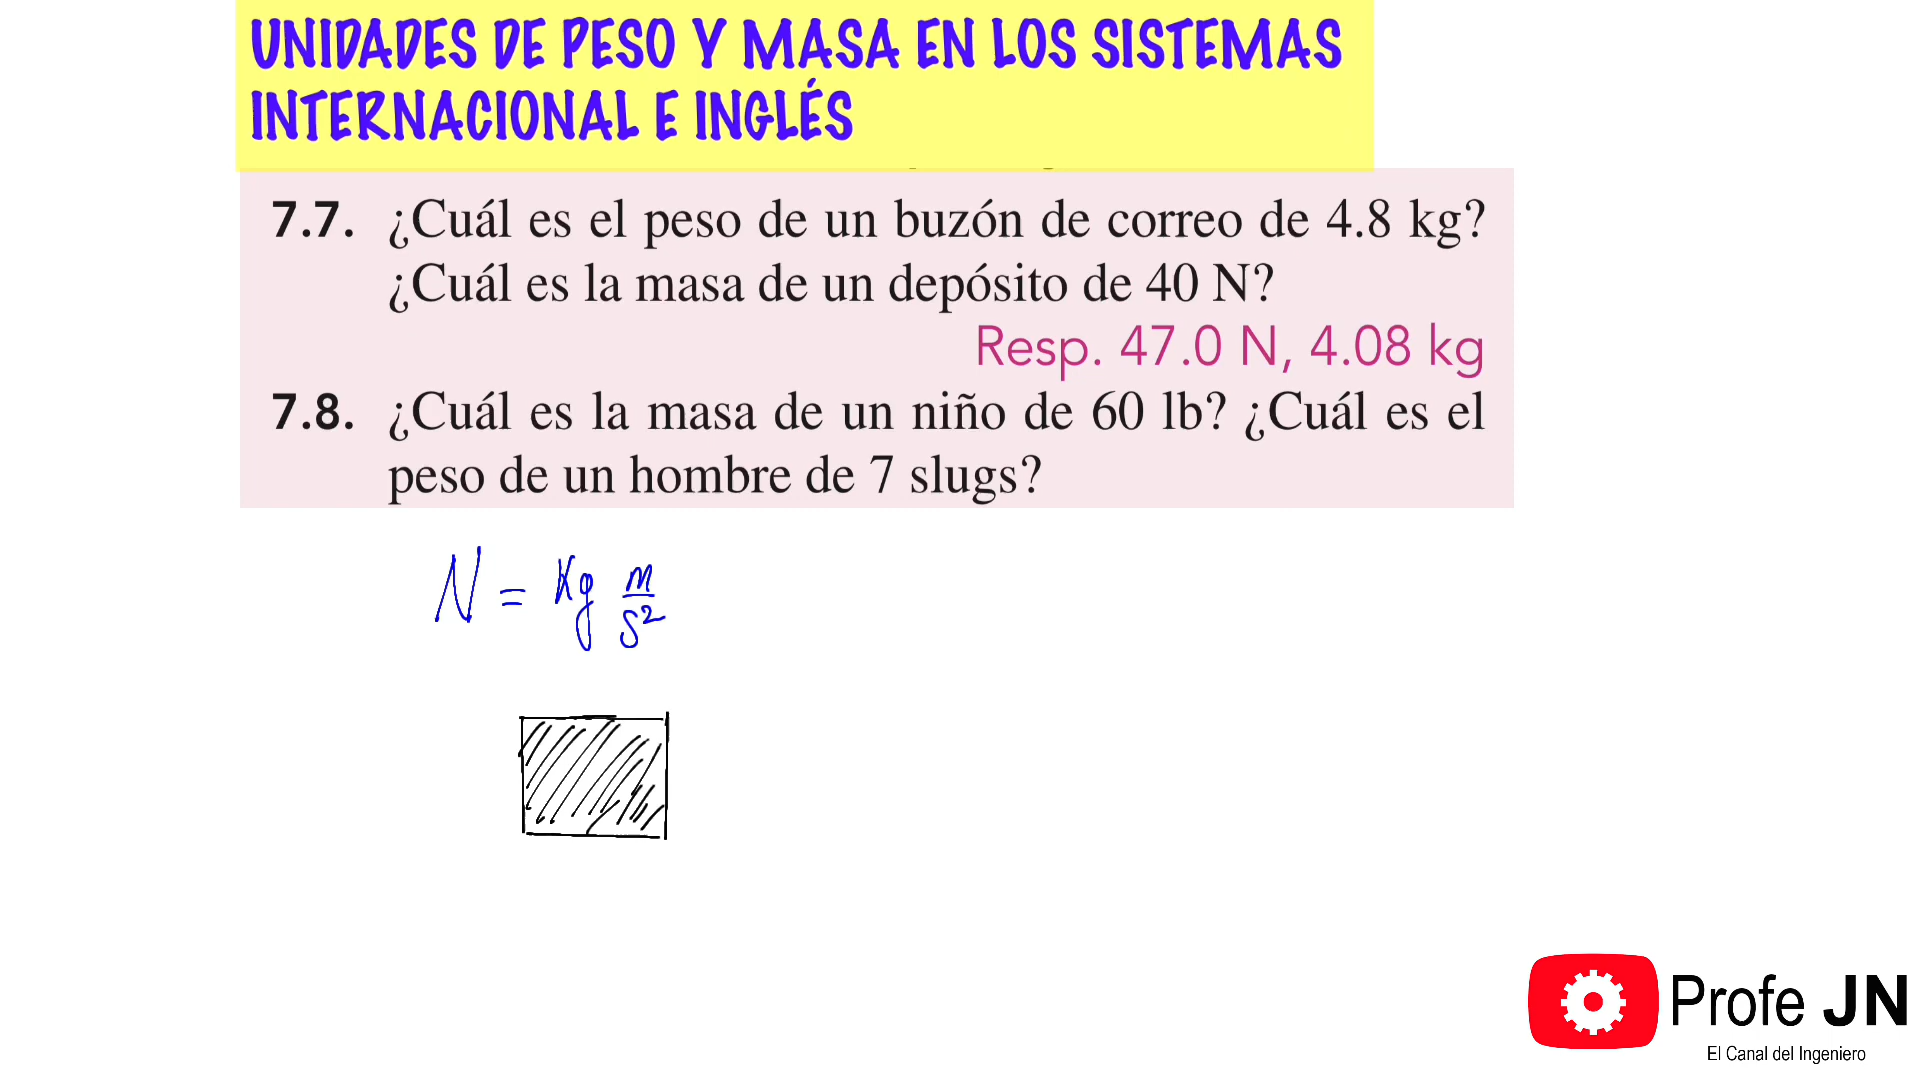 UNIDADES DE PESO Y MASA EN LOS SISTEMAS
INTERNACIONAL E INGLÉS
7.7. ¿Cuál es el peso de un buzón de correo de 4.8 kg?
¿Cuál es la masa de un depósito de 40 N?
Resp. 47.0 N, 4.08 kg
7.8. ¿Cuál es la masa de un niño de 60 lb? ¿Cuál es el
peso de un hombre de 7 slugs?
N = Kg m/s²
Profe JN
El Canal del Ingeniero